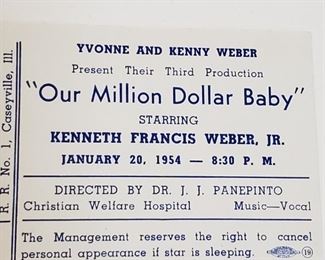 YVONNE AND KENNY WEBER
Present Their Third Production
"Our Million Dollar Baby"
STARRING
KENNETH FRANCIS WEBER, JR.
JANUARY 20, 1954 — 8:30 P. M.
DIRECTED BY DR. J. J. PANEPINTO
Christian Welfare Hospital Music—Vocal
The Management reserves the right to cancel
personal appearance if star is sleeping. 19
R. R. No. 1, Caseyville, Ill.